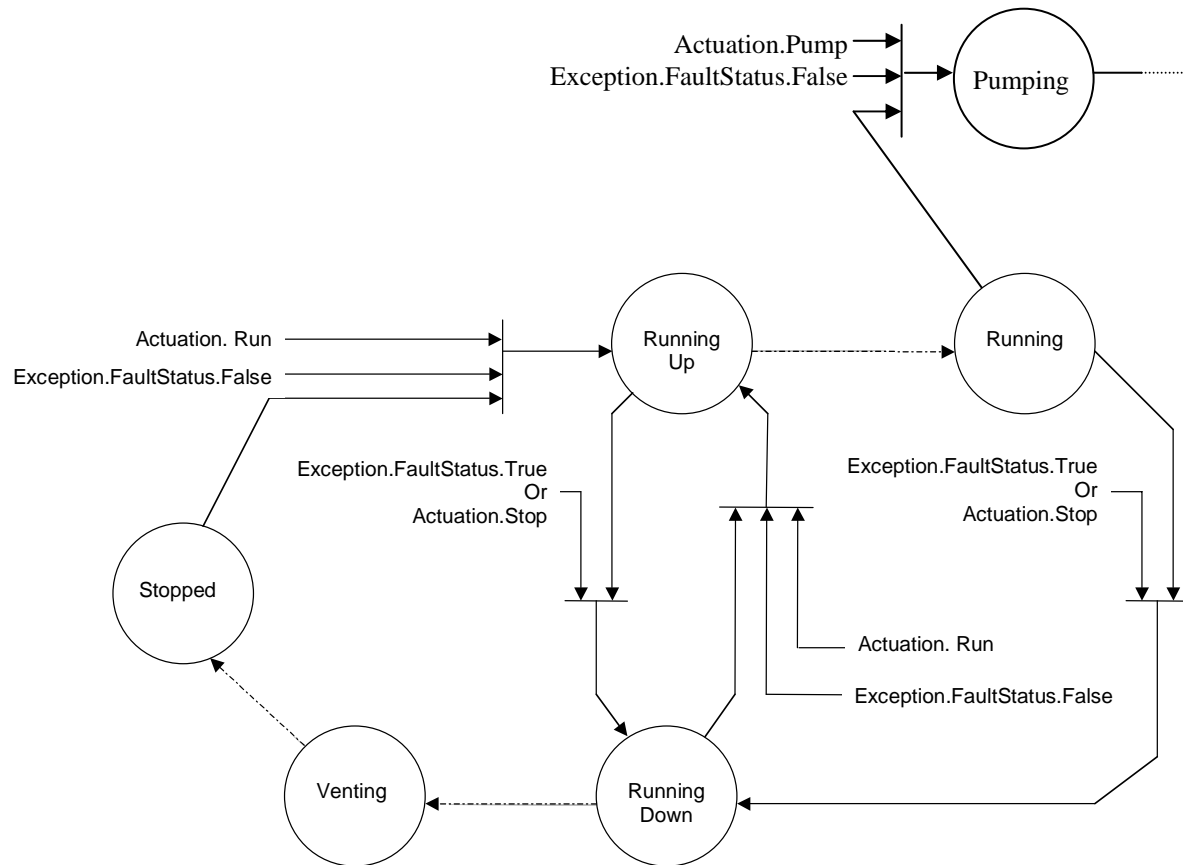 Actuation.Pump
Exception.FaultStatus.False
Pumping
Actuation. Run
Exception.FaultStatus.False
Running
Up
Running
Exception.FaultStatus.True
Or
Actuation.Stop
Exception.FaultStatus.True
Or
Actuation.Stop
Stopped
Actuation. Run
Exception.FaultStatus.False
Venting
Running
Down